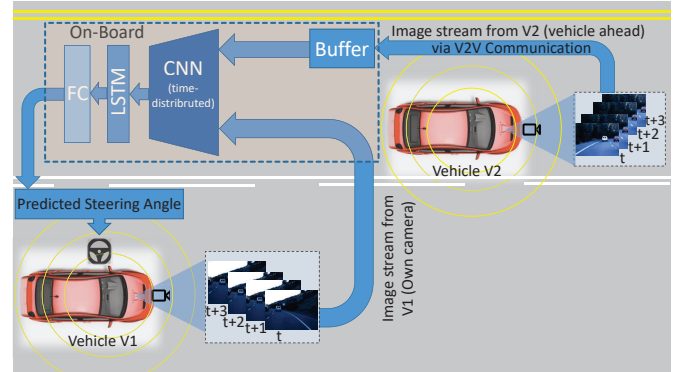 On-Board
Image stream from V2 (vehicle ahead)
via V2V Communication
Buffer
CNN
(time-
distributed)
LSTM
FC
t+3
t+2
t+1
t
Vehicle V2
Predicted Steering Angle
Image stream from
V1 (Own camera)
t+3
t+2
t+1
t
Vehicle V1